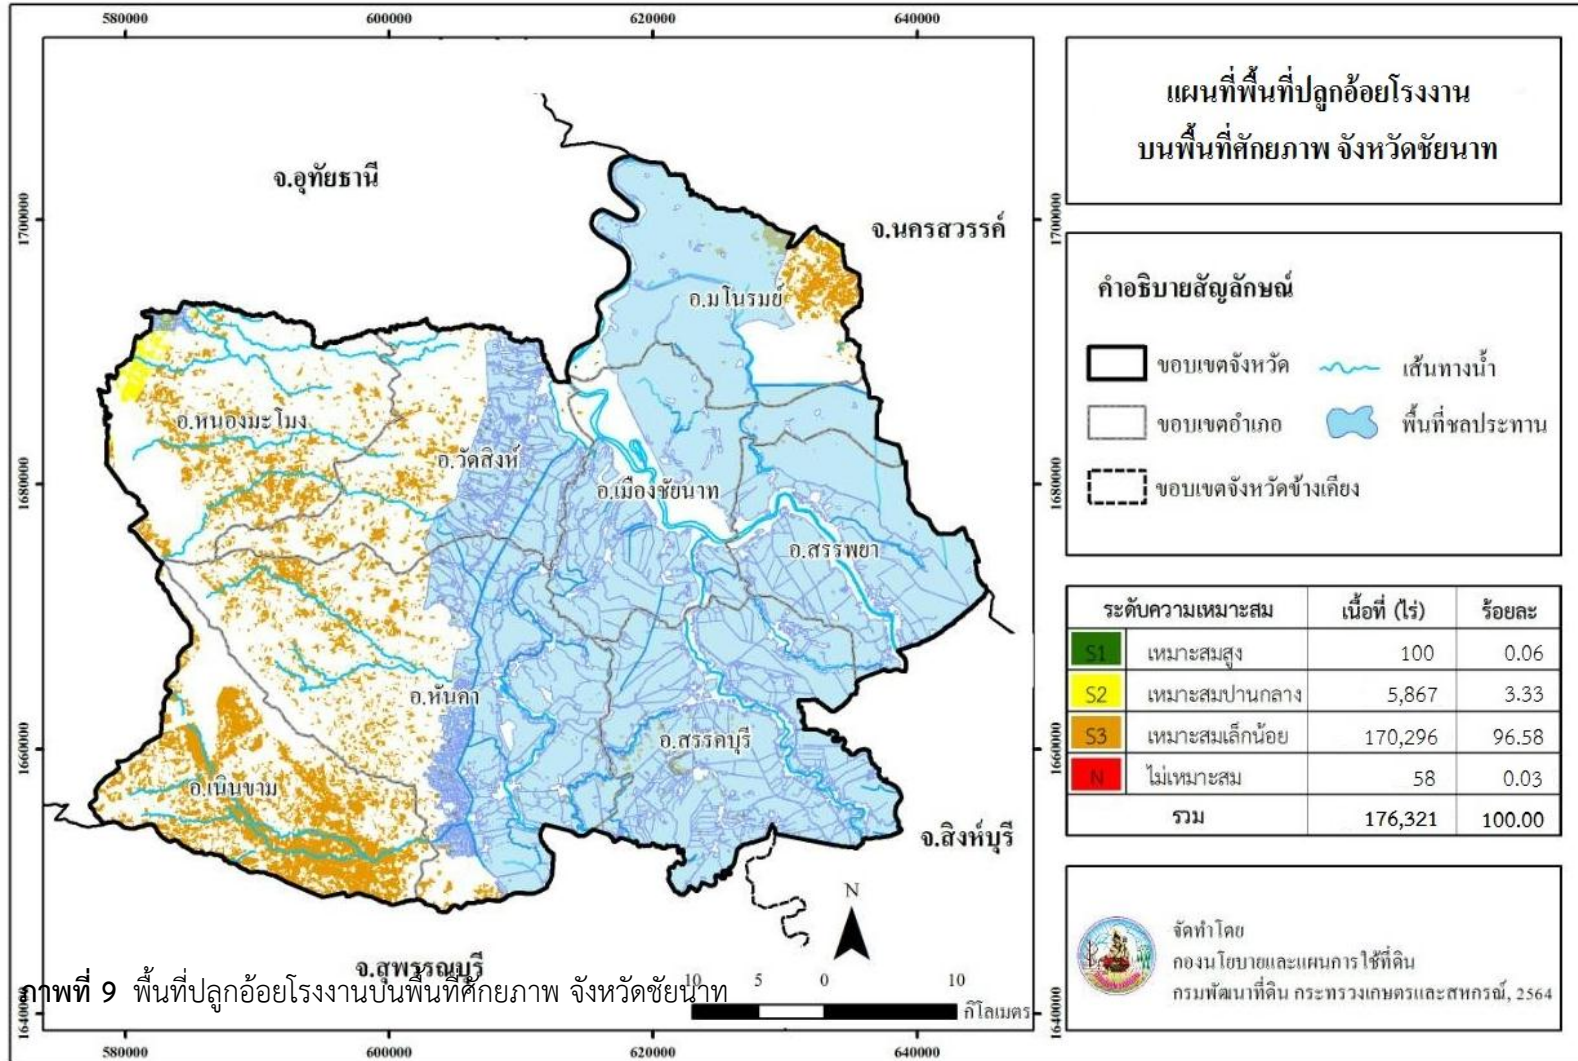 580000 600000 620000 640000
แผนที่พื้นที่ปลูกอ้อยโรงงาน
บนพื้นที่ศักยภาพ จังหวัดชัยนาท
จ.อุทัยธานี
1700000
จ.นครสวรรค์
1700000
อ.มโนรมย์
อ.หนองมะโมง
อ.วัดสิงห์
อ.เมืองชัยนาท
1680000
1680000
อ.สรรพยา
อ.หันคา
อ.สรรคบุรี
1660000
1660000
อ.เนินขาม
จ.สิงห์บุรี
จ.สุพรรณบุรี
N
10 5 0 10
กิโลเมตร
1640000
1640000
580000 600000 620000 640000
คำอธิบายสัญลักษณ์
ขอบเขตจังหวัด เส้นทางน้ำ
ขอบเขตอำเภอ พื้นที่ชลประทาน
ขอบเขตจังหวัดข้างเคียง
ระดับความเหมาะสม เนื้อที่ (ไร่) ร้อยละ
S1 เหมาะสมสูง 100 0.06
S2 เหมาะสมปานกลาง 5,867 3.33
S3 เหมาะสมเล็กน้อย 170,296 96.58
N ไม่เหมาะสม 58 0.03
รวม 176,321 100.00
จัดทำโดย
กองนโยบายและแผนการใช้ที่ดิน
กรมพัฒนาที่ดิน กระทรวงเกษตรและสหกรณ์, 2564
ภาพที่ 9 พื้นที่ปลูกอ้อยโรงงานบนพื้นที่ศักยภาพ จังหวัดชัยนาท